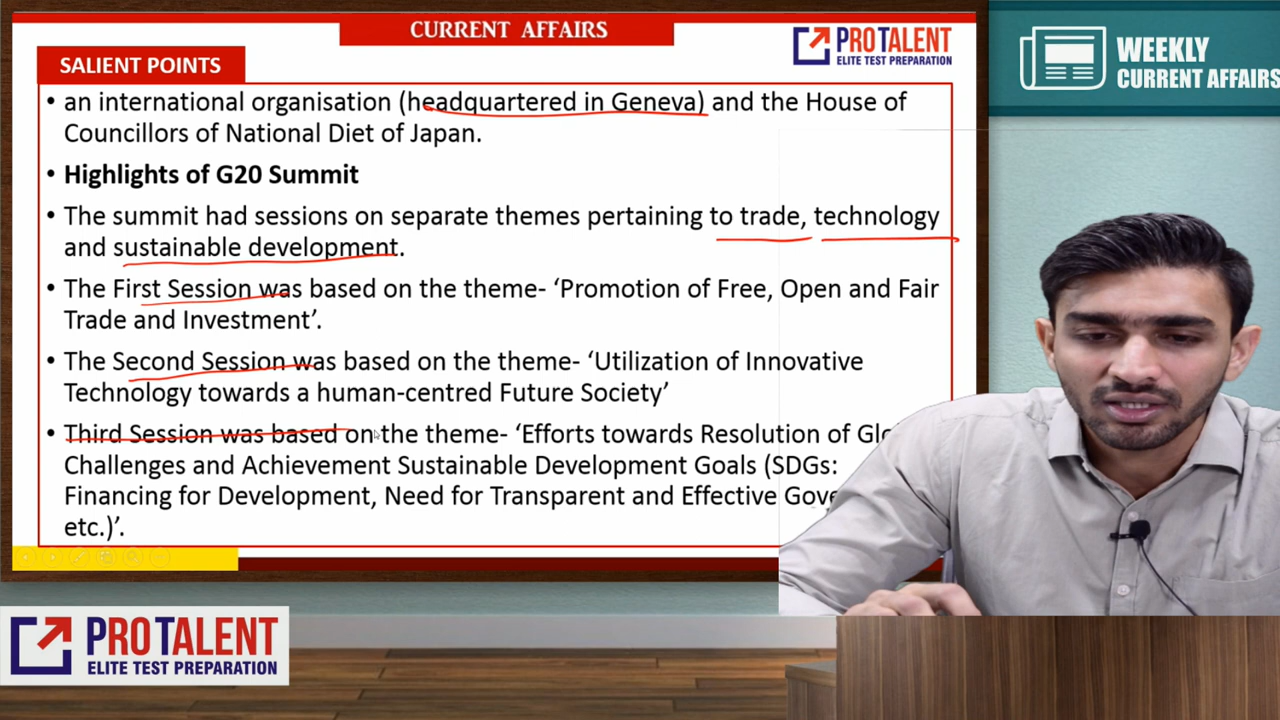 CURRENT AFFAIRS
PROTALENT
ELITE TEST PREPARATION
WEEKLY
CURRENT AFFAIRS
SALIENT POINTS
• an international organisation (headquartered in Geneva) and the House of
Councillors of National Diet of Japan.
• Highlights of G20 Summit
• The summit had sessions on separate themes pertaining to trade, technology
and sustainable development.
• The First Session was based on the theme- ‘Promotion of Free, Open and Fair
Trade and Investment’.
• The Second Session was based on the theme- ‘Utilization of Innovative
Technology towards a human-centred Future Society’
• Third Session was based on the theme- ‘Efforts towards Resolution of
Challenges and Achievement Sustainable Development Goals (SDGs:
Financing for Development, Need for Transparent and Effective
etc.)’.
PROTALENT
ELITE TEST PREPARATION